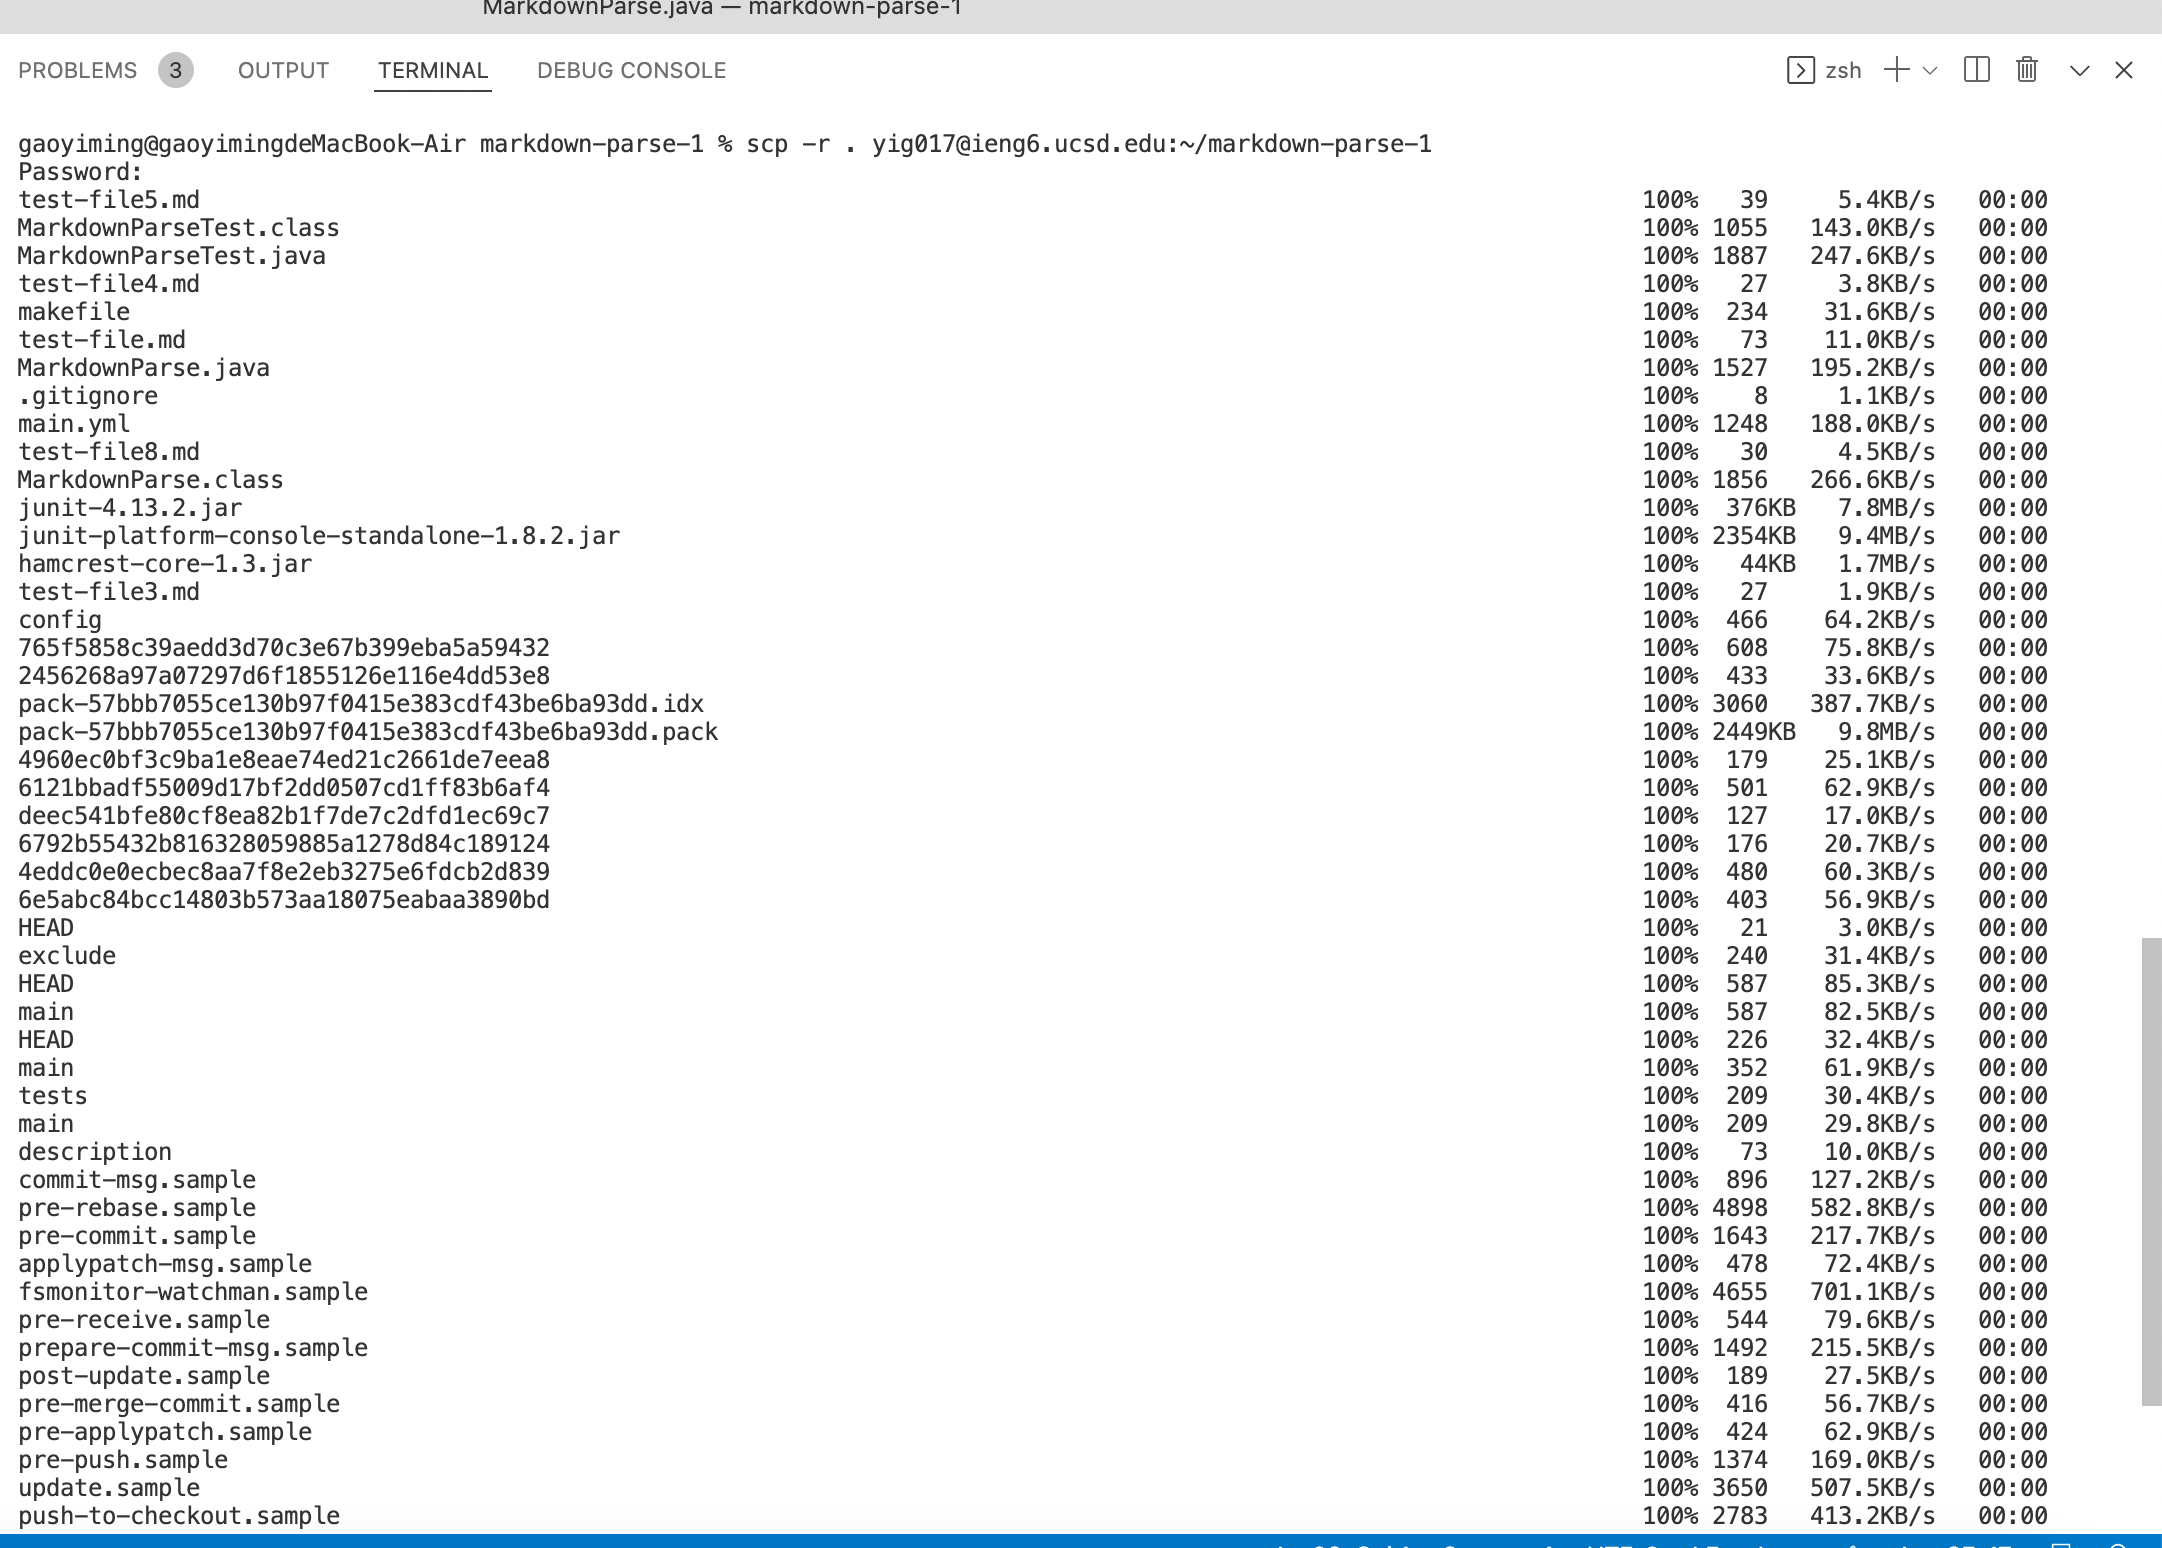 MarkdownParse.java — markdown-parse-1
PROBLEMS 3 OUTPUT TERMINAL DEBUG CONSOLE zsh
gaoyiming@gaoyimingdeMacBook-Air markdown-parse-1 % scp -r . yig017@ieng6.ucsd.edu:~/markdown-parse-1
Password:
test-file5.md 100% 39 5.4KB/s 00:00
MarkdownParseTest.class 100% 1055 143.0KB/s 00:00
MarkdownParseTest.java 100% 1887 247.6KB/s 00:00
test-file4.md 100% 27 3.8KB/s 00:00
makefile 100% 234 31.6KB/s 00:00
test-file.md 100% 73 11.0KB/s 00:00
MarkdownParse.java 100% 1527 195.2KB/s 00:00
.gitignore 100% 8 1.1KB/s 00:00
main.yml 100% 1248 188.0KB/s 00:00
test-file8.md 100% 30 4.5KB/s 00:00
MarkdownParse.class 100% 1856 266.6KB/s 00:00
junit-4.13.2.jar 100% 376KB 7.8MB/s 00:00
junit-platform-console-standalone-1.8.2.jar 100% 2354KB 9.4MB/s 00:00
hamcrest-core-1.3.jar 100% 44KB 1.7MB/s 00:00
test-file3.md 100% 27 1.9KB/s 00:00
config 100% 466 64.2KB/s 00:00
765f5858c39aedd3d70c3e67b399eba5a59432 100% 608 75.8KB/s 00:00
2456268a97a07297d6f1855126e116e4dd53e8 100% 433 33.6KB/s 00:00
pack-57bbb7055ce130b97f0415e383cdf43be6ba93dd.idx 100% 3060 387.7KB/s 00:00
pack-57bbb7055ce130b97f0415e383cdf43be6ba93dd.pack 100% 2449KB 9.8MB/s 00:00
4960ec0bf3c9ba1e8eae74ed21c2661de7eea8 100% 179 25.1KB/s 00:00
6121bbadf55009d17bf2dd0507cd1ff83b6af4 100% 501 62.9KB/s 00:00
deec541bfe80cf8ea82b1f7de7c2dfd1ec69c7 100% 127 17.0KB/s 00:00
6792b55432b816328059885a1278d84c189124 100% 176 20.7KB/s 00:00
4eddc0e0ecbec8aa7f8e2eb3275e6fdcb2d839 100% 480 60.3KB/s 00:00
6e5abc84bcc14803b573aa18075eabaa3890bd 100% 403 56.9KB/s 00:00
HEAD 100% 21 3.0KB/s 00:00
exclude 100% 240 31.4KB/s 00:00
HEAD 100% 587 85.3KB/s 00:00
main 100% 587 82.5KB/s 00:00
HEAD 100% 226 32.4KB/s 00:00
main 100% 352 61.9KB/s 00:00
tests 100% 209 30.4KB/s 00:00
main 100% 209 29.8KB/s 00:00
description 100% 73 10.0KB/s 00:00
commit-msg.sample 100% 896 127.2KB/s 00:00
pre-rebase.sample 100% 4898 582.8KB/s 00:00
pre-commit.sample 100% 1643 217.7KB/s 00:00
applypatch-msg.sample 100% 478 72.4KB/s 00:00
fsmonitor-watchman.sample 100% 4655 701.1KB/s 00:00
pre-receive.sample 100% 544 79.6KB/s 00:00
prepare-commit-msg.sample 100% 1492 215.5KB/s 00:00
post-update.sample 100% 189 27.5KB/s 00:00
pre-merge-commit.sample 100% 416 56.7KB/s 00:00
pre-applypatch.sample 100% 424 62.9KB/s 00:00
pre-push.sample 100% 1374 169.0KB/s 00:00
update.sample 100% 3650 507.5KB/s 00:00
push-to-checkout.sample 100% 2783 413.2KB/s 00:00